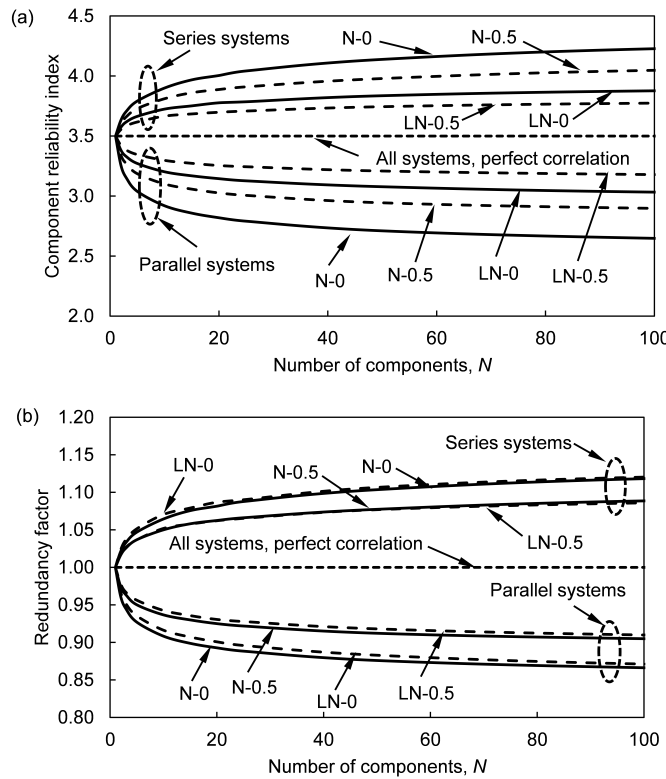 (a)
4.5
4.0
3.5
3.0
2.5
2.0
Component reliability index
Series systems
N-0
N-0.5
LN-0.5
LN-0
All systems, perfect correlation
Parallel systems
N-0
N-0.5
LN-0
LN-0.5
0
20
40
60
80
100
Number of components, N
(b)
1.20
1.15
1.10
1.05
1.00
0.95
0.90
0.85
0.80
Redundancy factor
LN-0
N-0.5
N-0
Series systems
LN-0.5
All systems, perfect correlation
Parallel systems
N-0
N-0.5
LN-0
LN-0.5
0
20
40
60
80
100
Number of components, N